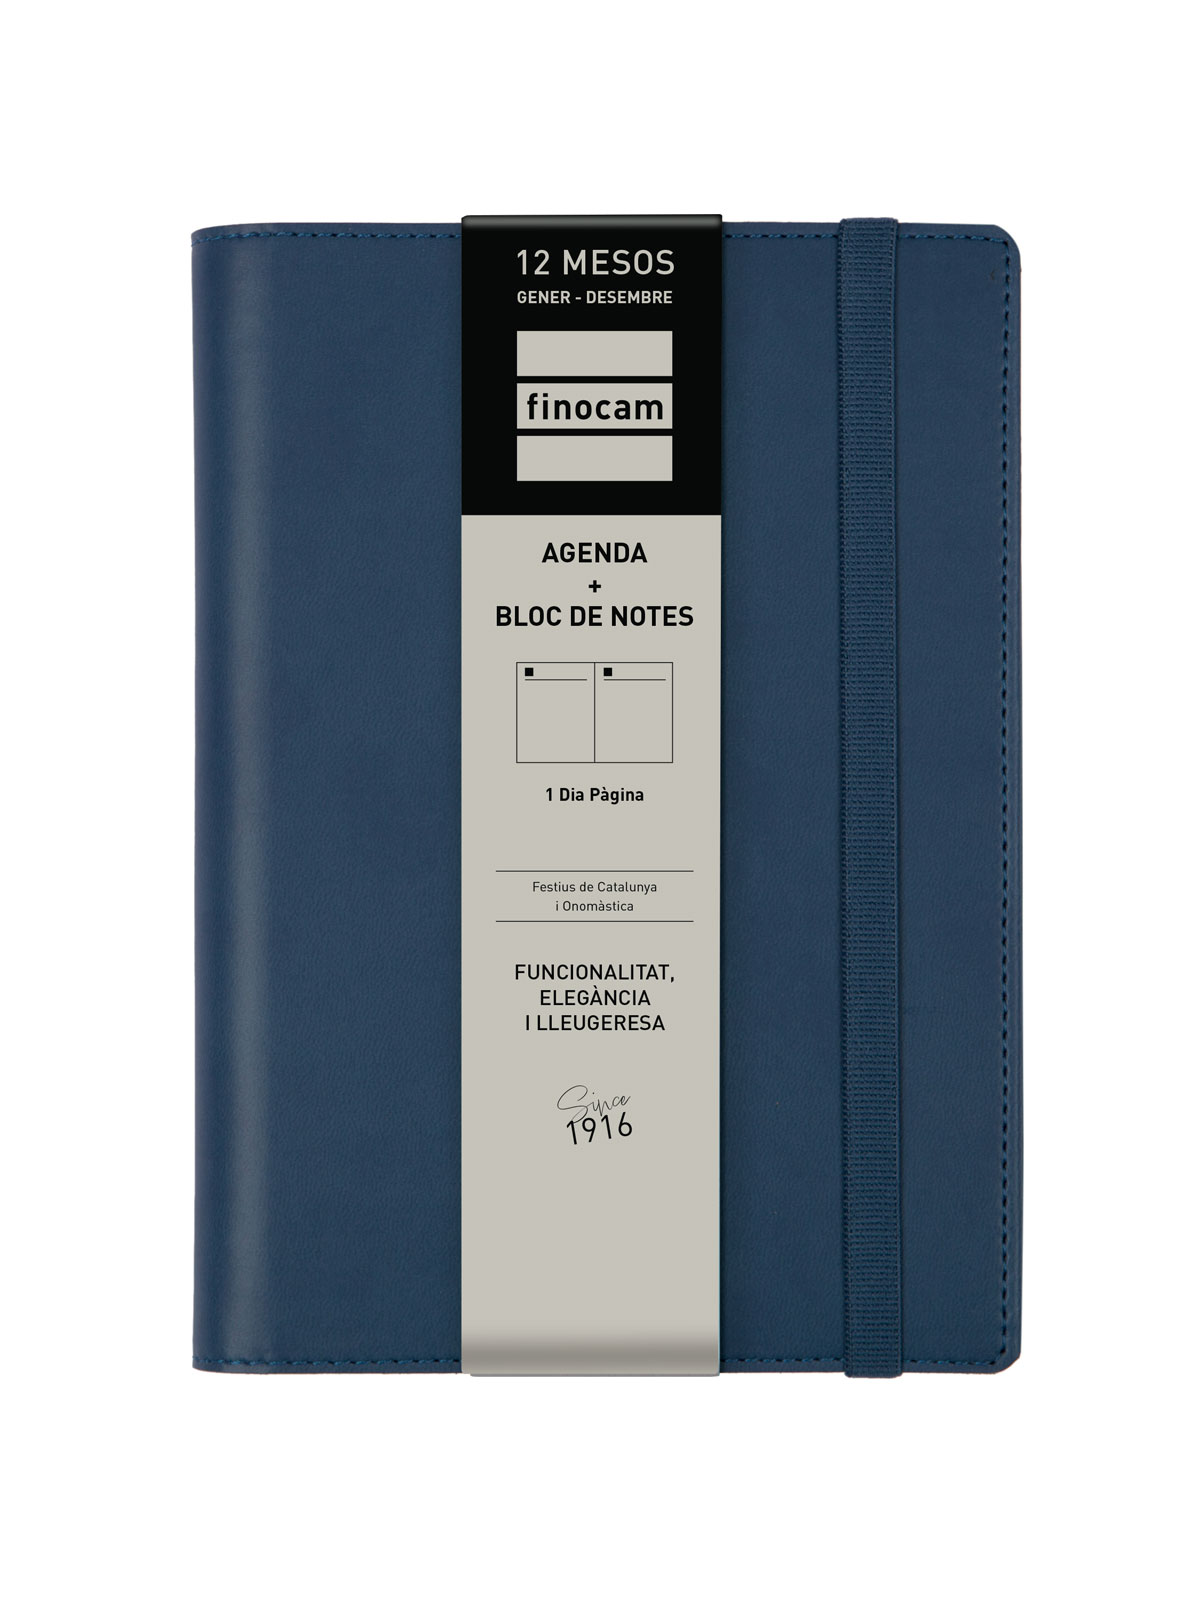 12 MESOS
GENER - DESEMBRE
finocam
AGENDA
+
BLOC DE NOTES
1 Dia Pàgina
Festius de Catalunya
i Onomàstica
FUNCIONALITAT,
ELEGÀNCIA
I LLEUGERESA
Since
1916